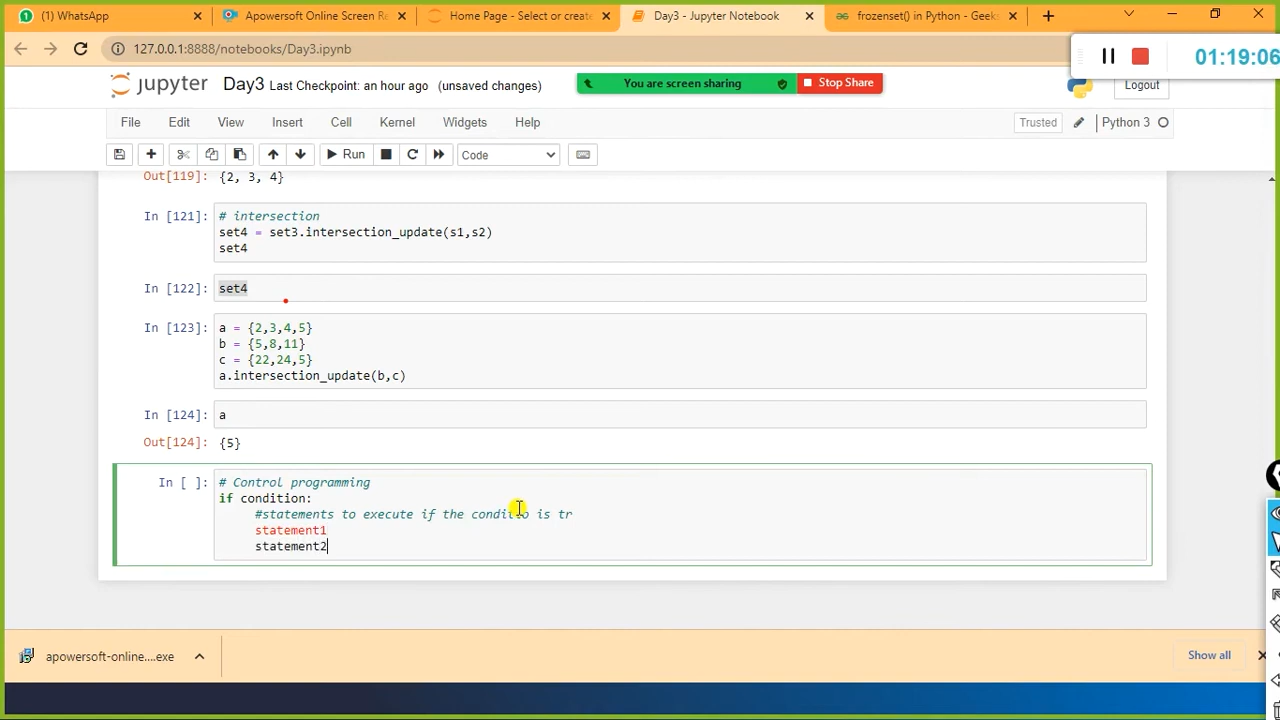 (1) WhatsApp
Apowersoft Online Screen Re
Home Page - Select or create
Day3 - Jupyter Notebook
frozenset() in Python - Geeks
127.0.0.1:8888/notebooks/Day3.ipynb
01:19:06
jupyter Day3 Last Checkpoint: an hour ago (unsaved changes)
You are screen sharing
Stop Share
Logout
File Edit View Insert Cell Kernel Widgets Help
Trusted
Python 3
Run
Code
Out[119]: {2, 3, 4}
In [121]: # intersection
set4 = set3.intersection_update(s1,s2)
set4
In [122]: set4
In [123]: a = {2,3,4,5}
b = {5,8,11}
c = {22,24,5}
a.intersection_update(b,c)
In [124]: a
Out[124]: {5}
In [ ]: # Control programming
if condition:
#statements to execute if the conditio is tr
statement1
statement2
apowersoft-online....exe
Show all